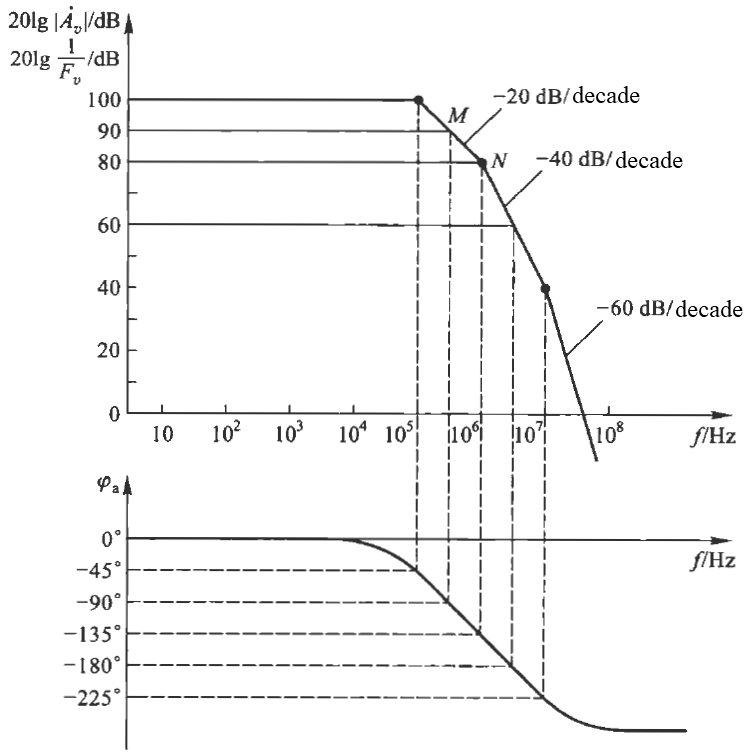 20lg |Ȧᵥ|/dB
20lg 1/Fᵥ /dB
-20 dB/decade
100
M
90
80
N
-40 dB/decade
60
40
-60 dB/decade
20
0
10 10² 10³ 10⁴ 10⁵ 10⁶ 10⁷ 10⁸ f/Hz
φₐ
0°
f/Hz
-45°
-90°
-135°
-180°
-225°